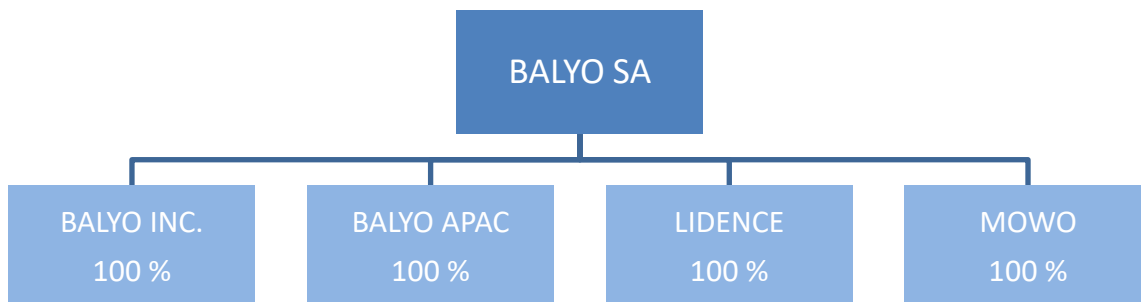 BALYO SA
BALYO INC.
100 %
BALYO APAC
100 %
LIDENCE
100 %
MOWO
100 %